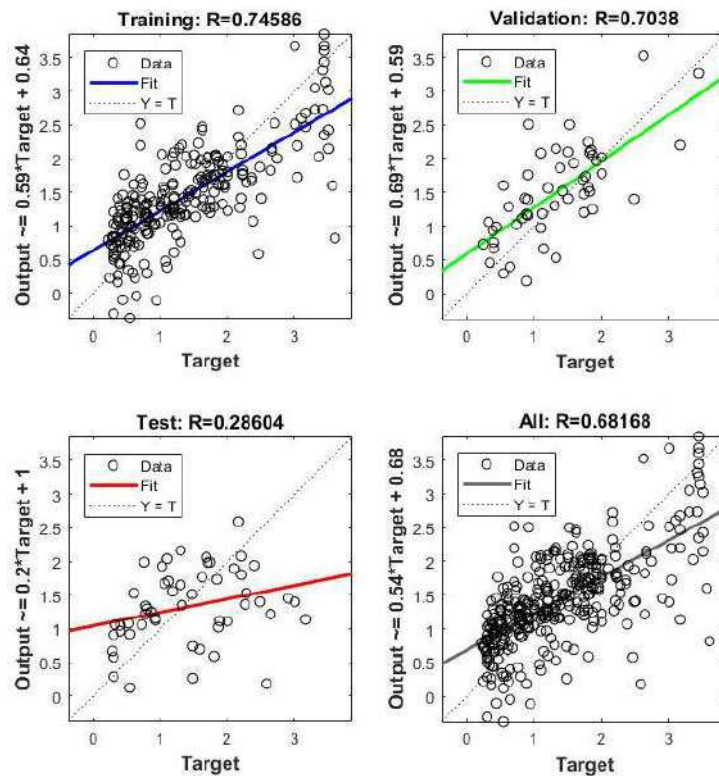 Training: R=0.74586
Output ~= 0.59*Target + 0.64
3.5
3
2.5
2
1.5
1
0.5
0
Data
Fit
Y = T
0 1 2 3
Target
Validation: R=0.7038
Output ~= 0.69*Target + 0.59
3.5
3
2.5
2
1.5
1
0.5
0
Data
Fit
Y = T
0 1 2 3
Target
Test: R=0.28604
Output ~= 0.2*Target + 1
3.5
3
2.5
2
1.5
1
0.5
0
Data
Fit
Y = T
0 1 2 3
Target
All: R=0.68168
Output ~= 0.54*Target + 0.68
3.5
3
2.5
2
1.5
1
0.5
0
Data
Fit
Y = T
0 1 2 3
Target